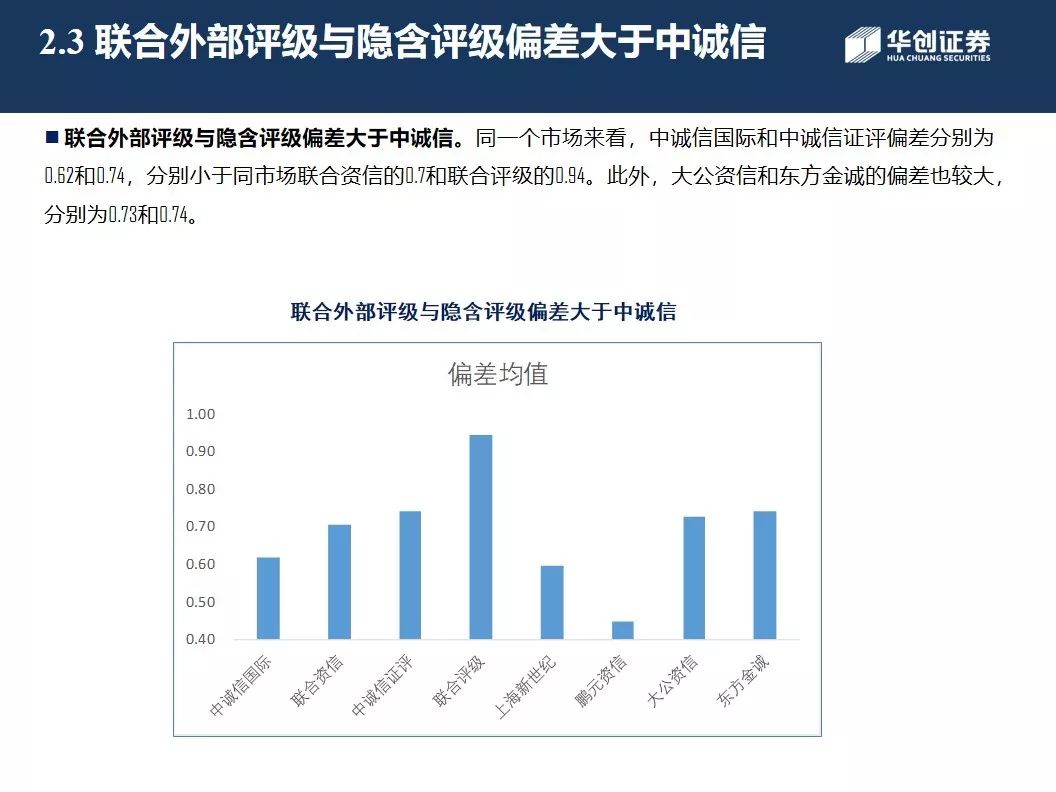 2.3 联合外部评级与隐含评级偏差大于中诚信
华创证券
HUA CHUANG SECURITIES
■联合外部评级与隐含评级偏差大于中诚信。同一个市场来看，中诚信国际和中诚信证评偏差分别为
0.62和0.74，分别小于同市场联合资信的0.7和联合评级的0.94。此外，大公资信和东方金诚的偏差也较大，
分别为0.73和0.74。
联合外部评级与隐含评级偏差大于中诚信
偏差均值
1.00
0.90
0.80
0.70
0.60
0.50
0.40
中诚信国际
联合资信
中诚信证评
联合评级
上海新世纪
鹏元资信
大公资信
东方金诚